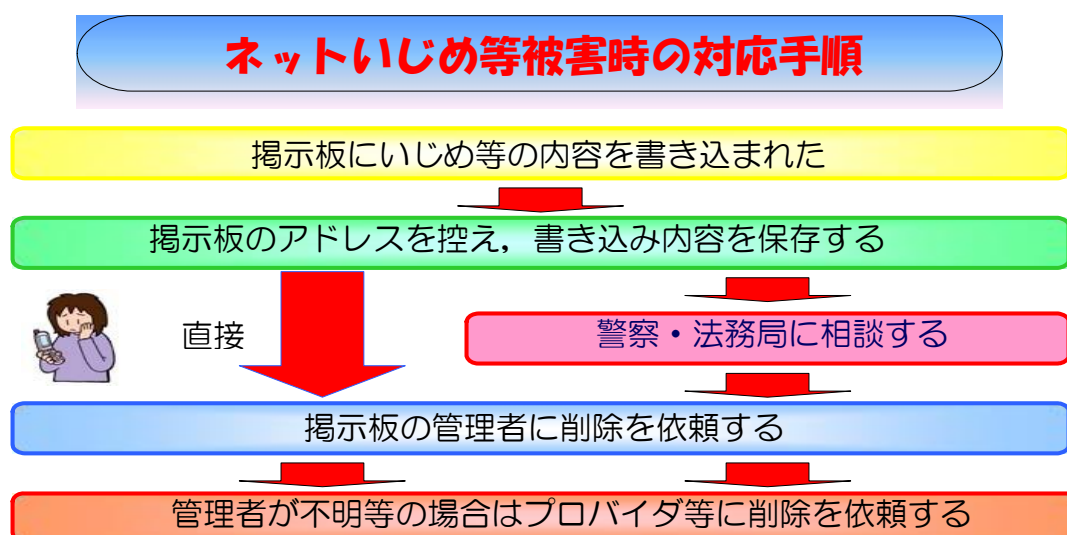 ネットいじめ等被害時の対応手順
掲示板にいじめ等の内容を書き込まれた
掲示板のアドレスを控え，書き込み内容を保存する
直接
警察・法務局に相談する
掲示板の管理者に削除を依頼する
管理者が不明等の場合はプロバイダ等に削除を依頼する